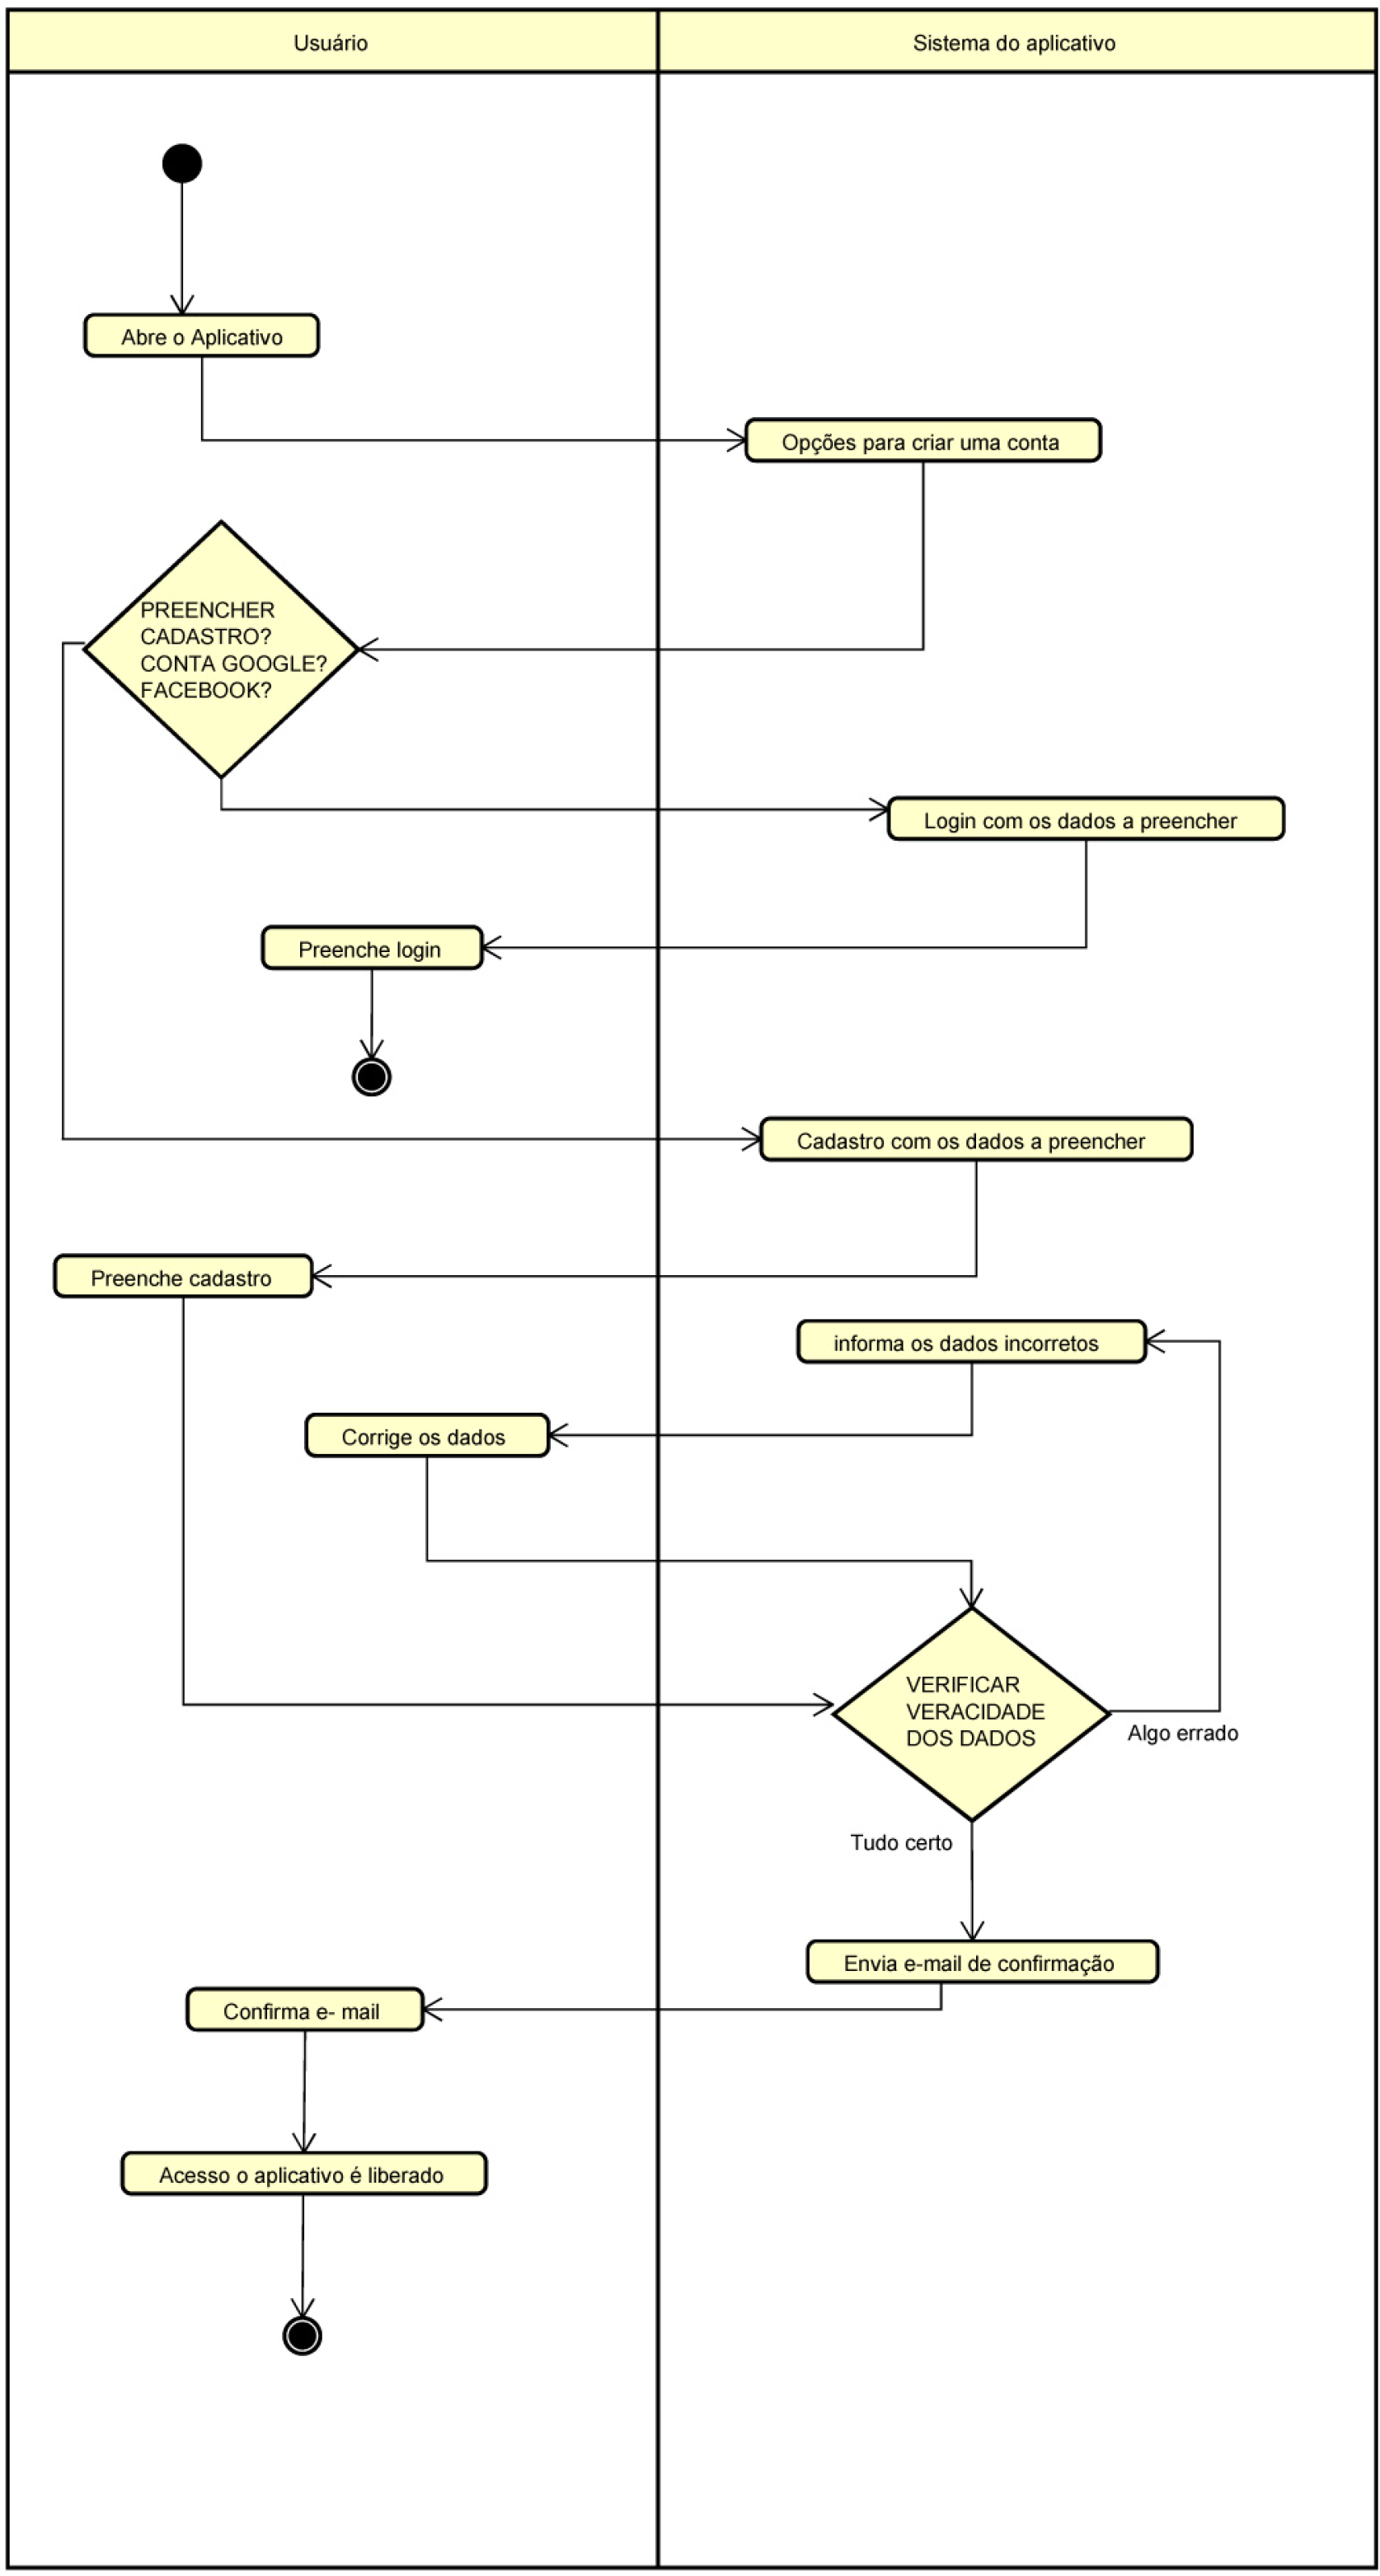 Usuário
Sistema do aplicativo
Abre o Aplicativo
Opções para criar uma conta
PREENCHER
CADASTRO?
CONTA GOOGLE?
FACEBOOK?
Login com os dados a preencher
Preenche login
Cadastro com os dados a preencher
Preenche cadastro
informa os dados incorretos
Corrige os dados
VERIFICAR
VERACIDADE
DOS DADOS
Algo errado
Tudo certo
Envia e-mail de confirmação
Confirma e- mail
Acesso o aplicativo é liberado